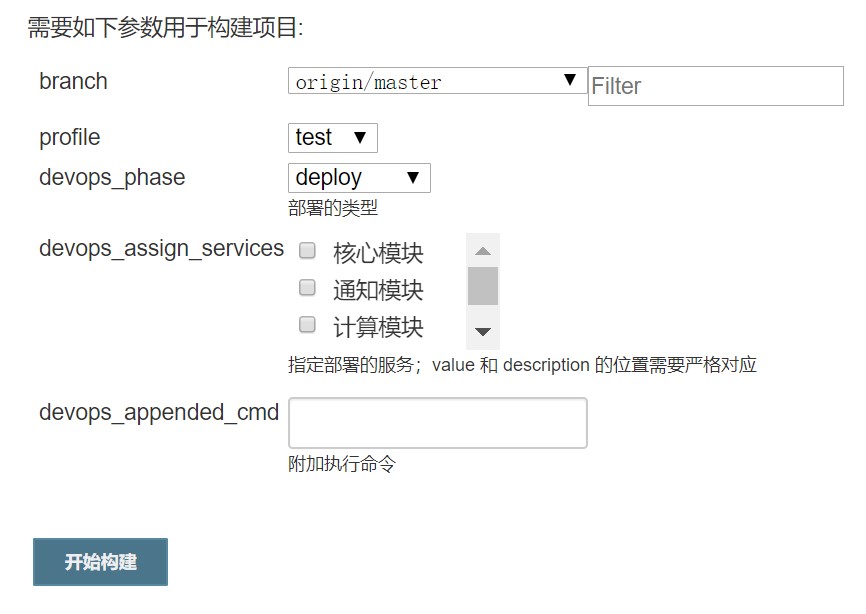 需要如下参数用于构建项目:
branch origin/master Filter
profile test
devops_phase deploy
部署的类型
devops_assign_services 核心模块
通知模块
计算模块
指定部署的服务；value 和 description 的位置需要严格对应
devops_appended_cmd
附加执行命令
开始构建